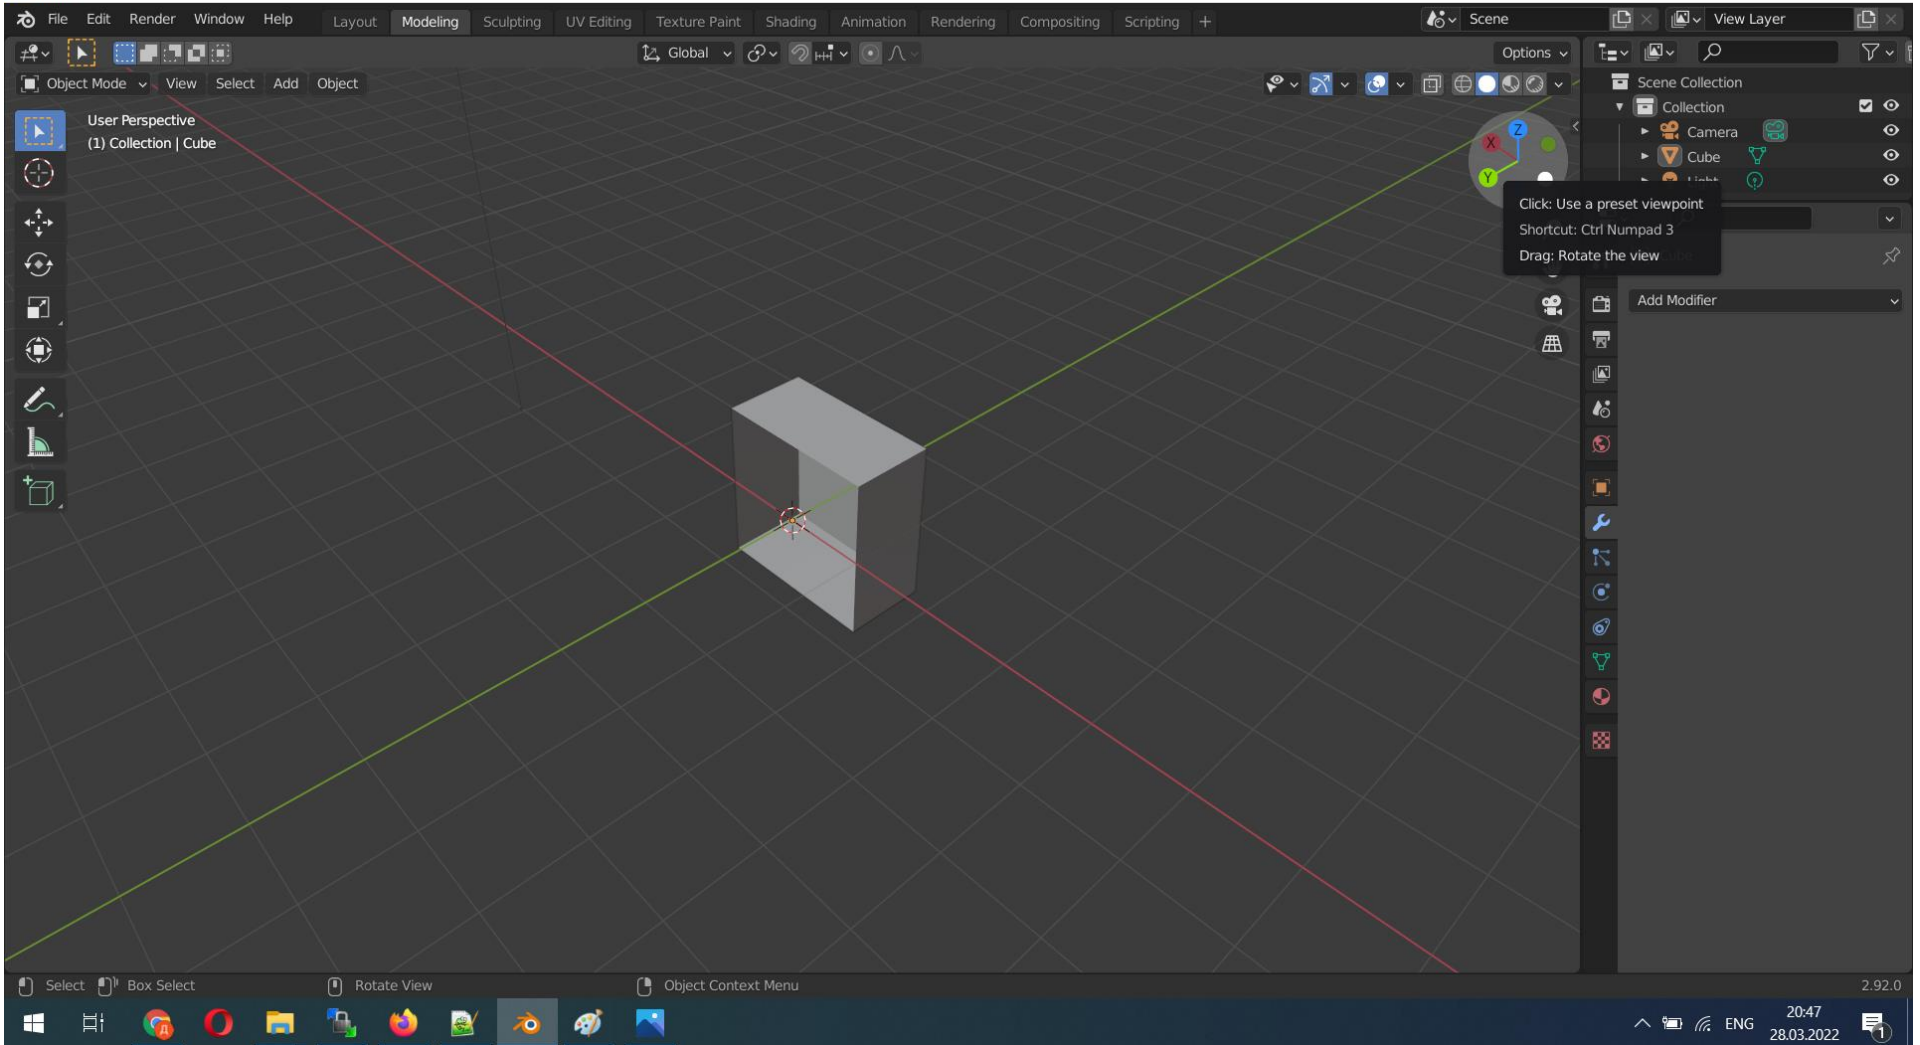 File Edit Render Window Help Layout Modeling Sculpting UV Editing Texture Paint Shading Animation Rendering Compositing Scripting + Scene View Layer
Global Options
Object Mode View Select Add Object
Scene Collection
Collection
User Perspective
(1) Collection | Cube
Camera
Cube
Light
Z
X
Y
Click: Use a preset viewpoint
Shortcut: Ctrl Numpad 3
Drag: Rotate the view
Add Modifier
Select Box Select Rotate View Object Context Menu 2.92.0
ENG
20:47
28.03.2022
1